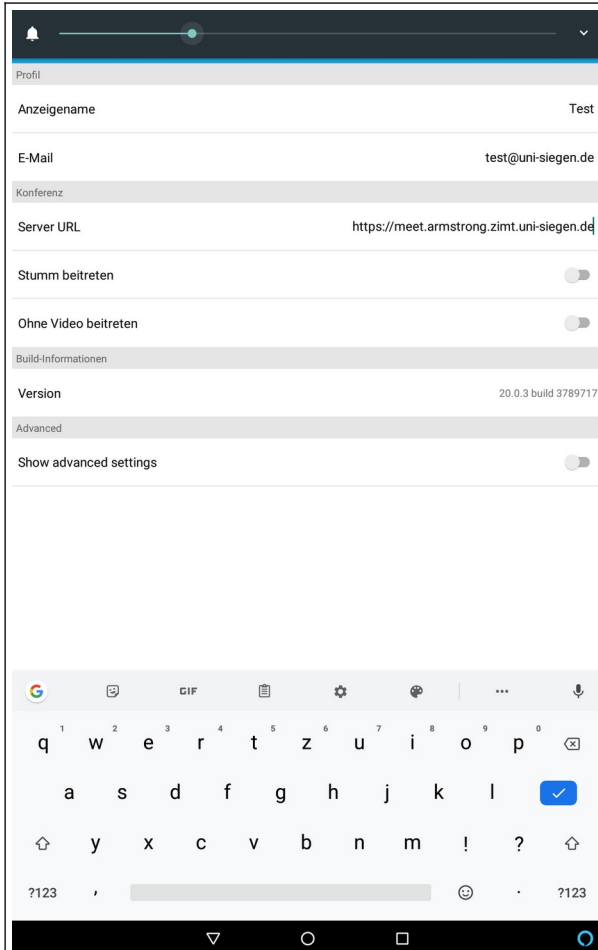 Profil
Anzeigename Test
E-Mail test@uni-siegen.de
Konferenz
Server URL https://meet.armstrong.zimt.uni-siegen.de
Stumm beitreten
Ohne Video beitreten
Build-Informationen
Version 20.0.3 build 3789717
Advanced
Show advanced settings
G GIF
q 1 w 2 e 3 r 4 t 5 z 6 u 7 i 8 o 9 p 0
a s d f g h j k l
y x c v b n m ! ?
?123 , . ?123